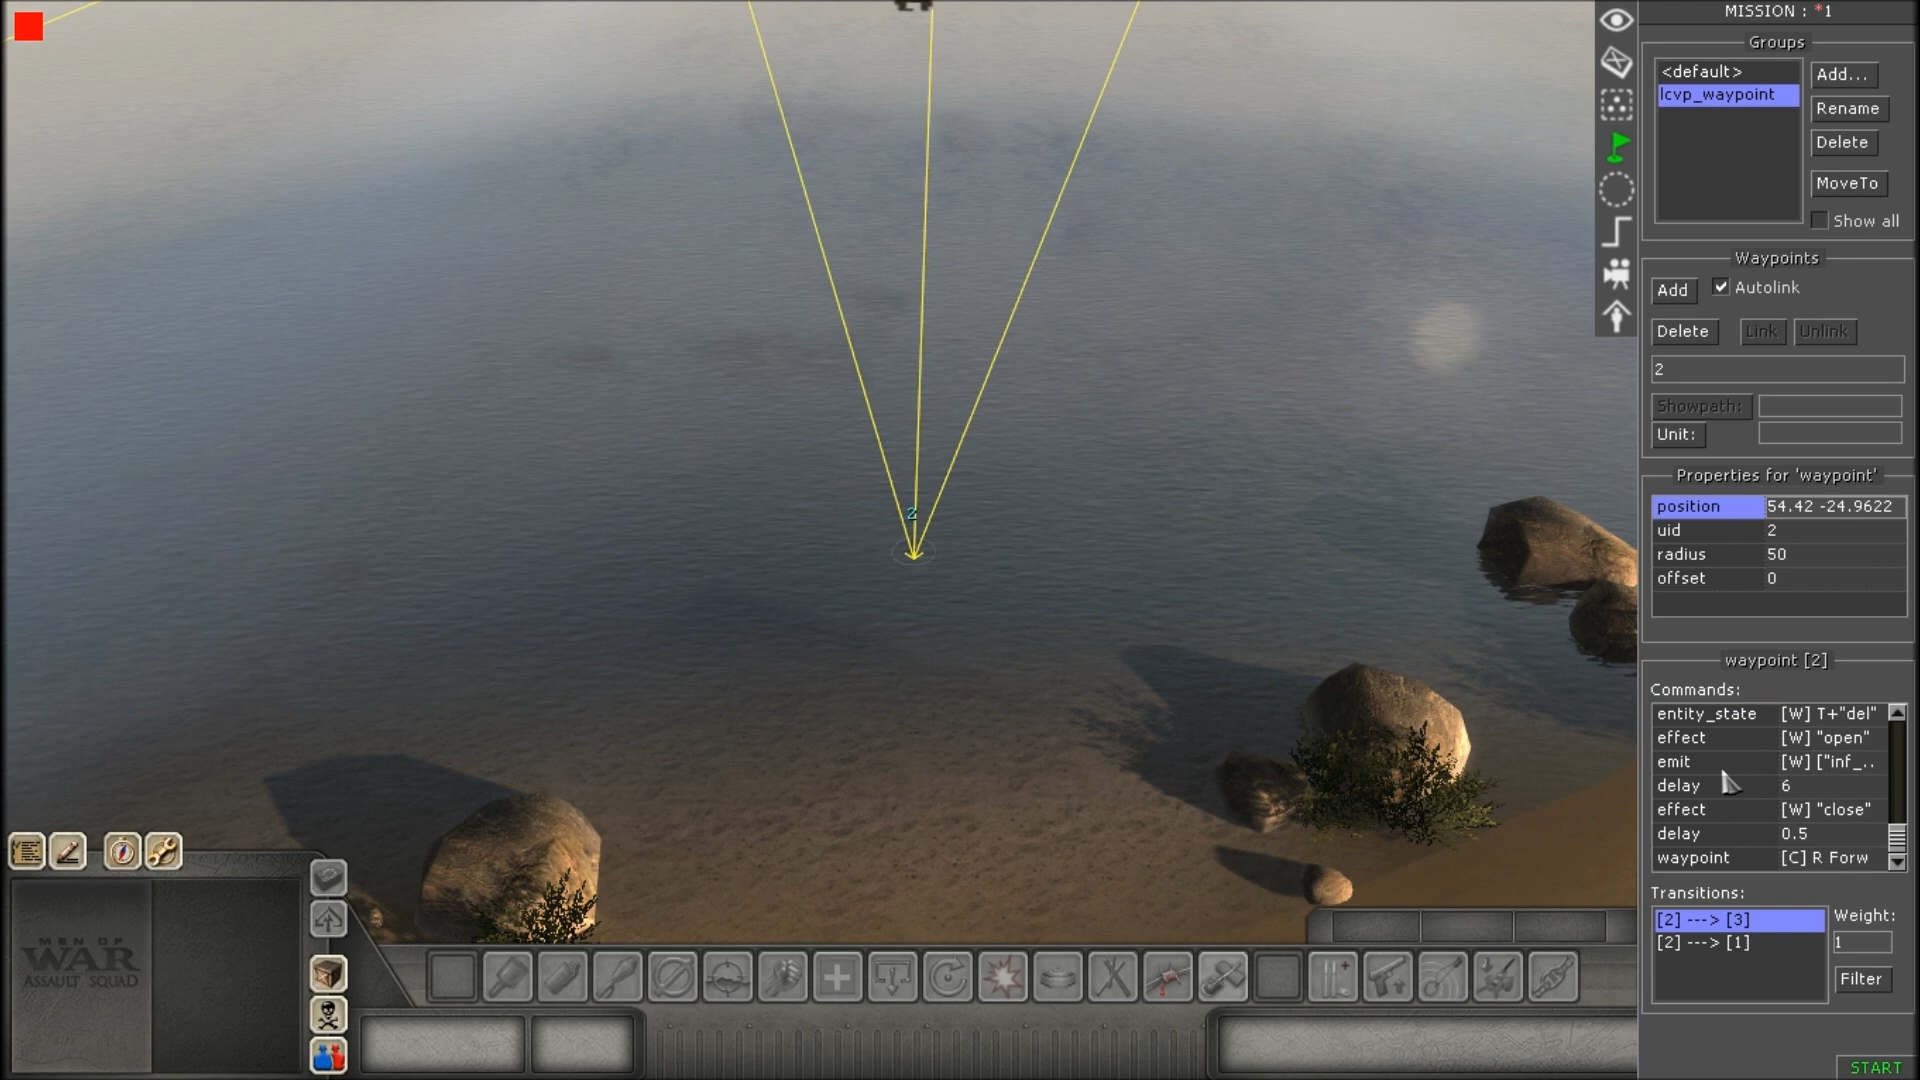 MISSION : *1
Groups
<default>
lcvp_waypoint
Add...
Rename
Delete
MoveTo
Show all
Waypoints
Add
Autolink
Delete
Link
Unlink
2
Showpath:
Unit:
Properties for 'waypoint'
position 54.42 -24.9622
uid 2
radius 50
offset 0
2
waypoint [2]
Commands:
entity_state [W] T+"del"
effect [W] "open"
emit [W] ["inf_..
delay 6
effect [W] "close"
delay 0.5
waypoint [C] R Forw
Transitions:
[2] ---> [3]
[2] ---> [1]
Weight:
1
Filter
START
MEN OF
WAR
ASSAULT SQUAD